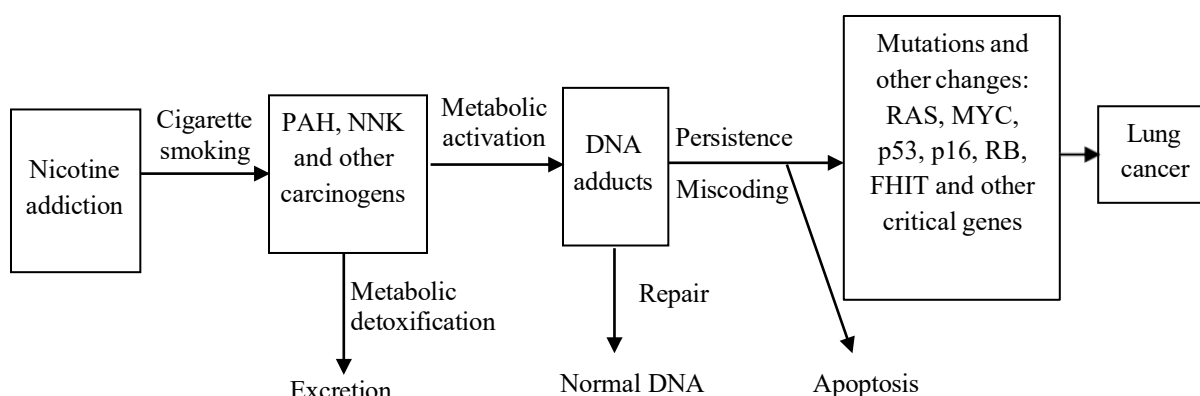 Nicotine
addiction
Cigarette
smoking
PAH, NNK
and other
carcinogens
Metabolic
activation
DNA
adducts
Persistence
Miscoding
Mutations and
other changes:
RAS, MYC,
p53, p16, RB,
FHIT and other
critical genes
Lung
cancer
Metabolic
detoxification
Excretion
Repair
Normal DNA
Apoptosis